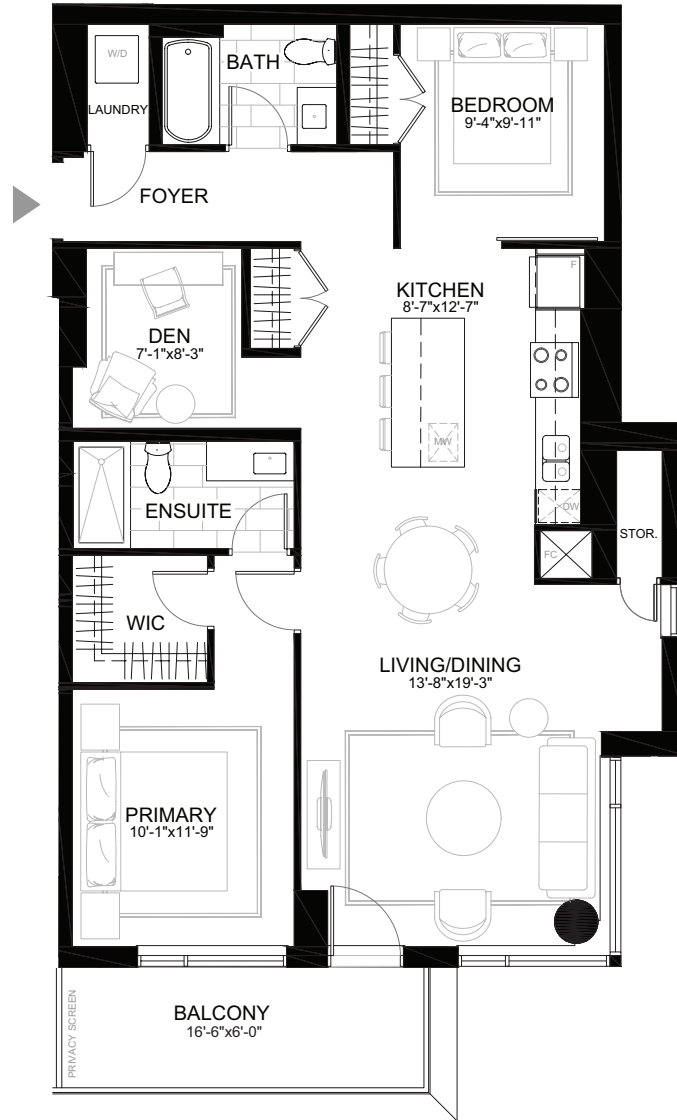 W/D
LAUNDRY
BATH
BEDROOM
9'-4"x9'-11"
FOYER
F
KITCHEN
8'-7"x12'-7"
DEN
7'-1"x8'-3"
MW
DW
ENSUITE
STOR.
FC
WIC
LIVING/DINING
13'-8"x19'-3"
PRIMARY
10'-1"x11'-9"
PRIVACY SCREEN
BALCONY
16'-6"x6'-0"